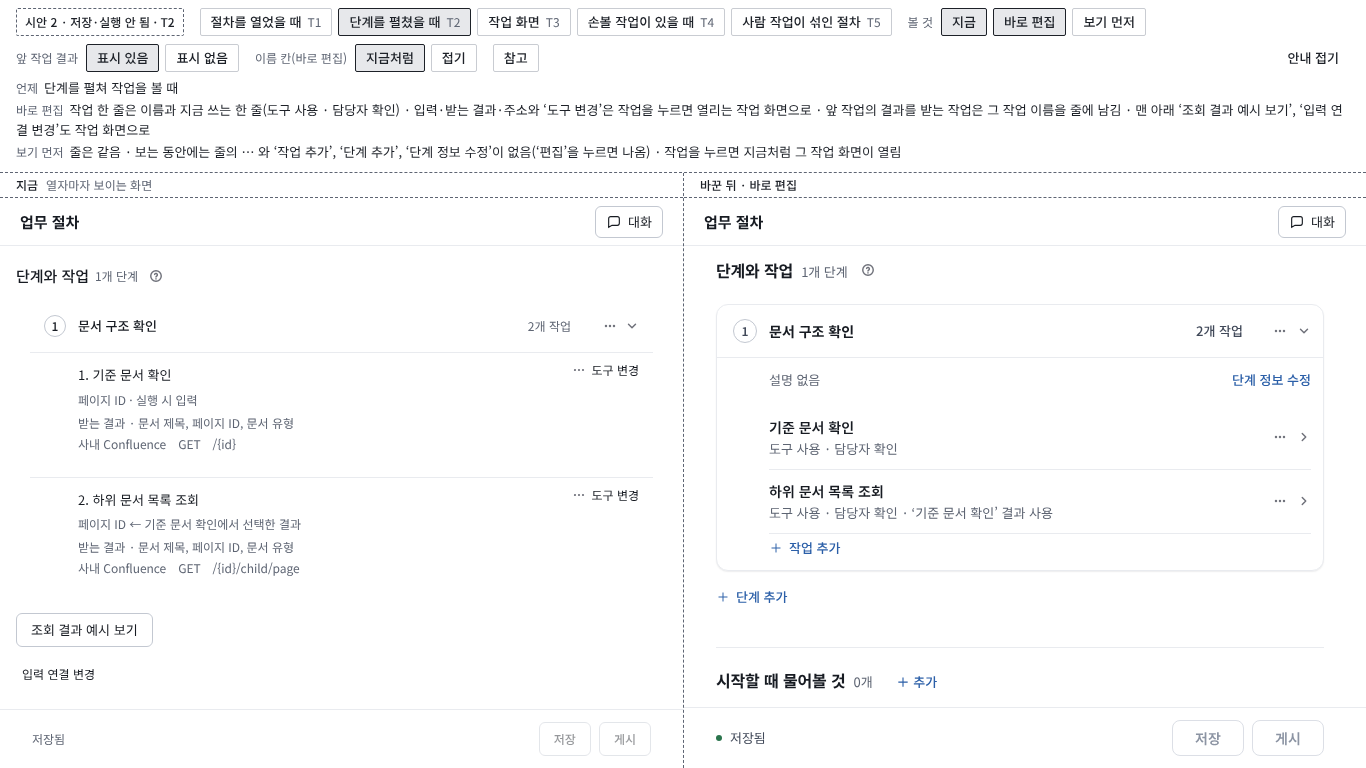 시안 2 · 저장·실행 안 됨 · T2 절차를 열었을 때 T1 단계를 펼쳤을 때 T2 작업 화면 T3 손볼 작업이 있을 때 T4 사람 작업이 섞인 절차 T5 볼 것 지금 바로 편집 보기 먼저
앞 작업 결과 표시 있음 표시 없음 이름 칸(바로 편집) 지금처럼 접기 참고 안내 접기
언제 단계를 펼쳐 작업을 볼 때
바로 편집 작업 한 줄은 이름과 지금 쓰는 한 줄(도구 사용 · 담당자 확인) · 입력·받는 결과·주소와 ‘도구 변경’은 작업을 누르면 열리는 작업 화면으로 · 앞 작업의 결과를 받는 작업은 그 작업 이름을 줄에 남김 · 맨 아래 ‘조회 결과 예시 보기’, ‘입력 연
결 변경’도 작업 화면으로
보기 먼저 줄은 같음 · 보는 동안에는 줄의 ··· 와 ‘작업 추가’, ‘단계 추가’, ‘단계 정보 수정’이 없음(‘편집’을 누르면 나옴) · 작업을 누르면 지금처럼 그 작업 화면이 열림
지금 열자마자 보이는 화면
업무 절차
대화
단계와 작업 1개 단계
1 문서 구조 확인 2개 작업 ···
1. 기준 문서 확인 ··· 도구 변경
페이지 ID · 실행 시 입력
받는 결과 · 문서 제목, 페이지 ID, 문서 유형
사내 Confluence GET /{id}
2. 하위 문서 목록 조회 ··· 도구 변경
페이지 ID ← 기준 문서 확인에서 선택한 결과
받는 결과 · 문서 제목, 페이지 ID, 문서 유형
사내 Confluence GET /{id}/child/page
조회 결과 예시 보기
입력 연결 변경
저장됨 저장 게시
바꾼 뒤 · 바로 편집
업무 절차
대화
단계와 작업 1개 단계
1 문서 구조 확인 2개 작업 ···
설명 없음 단계 정보 수정
기준 문서 확인 ···
도구 사용 · 담당자 확인
하위 문서 목록 조회 ···
도구 사용 · 담당자 확인 · ‘기준 문서 확인’ 결과 사용
+ 작업 추가
+ 단계 추가
시작할 때 물어볼 것 0개 + 추가
저장됨 저장 게시